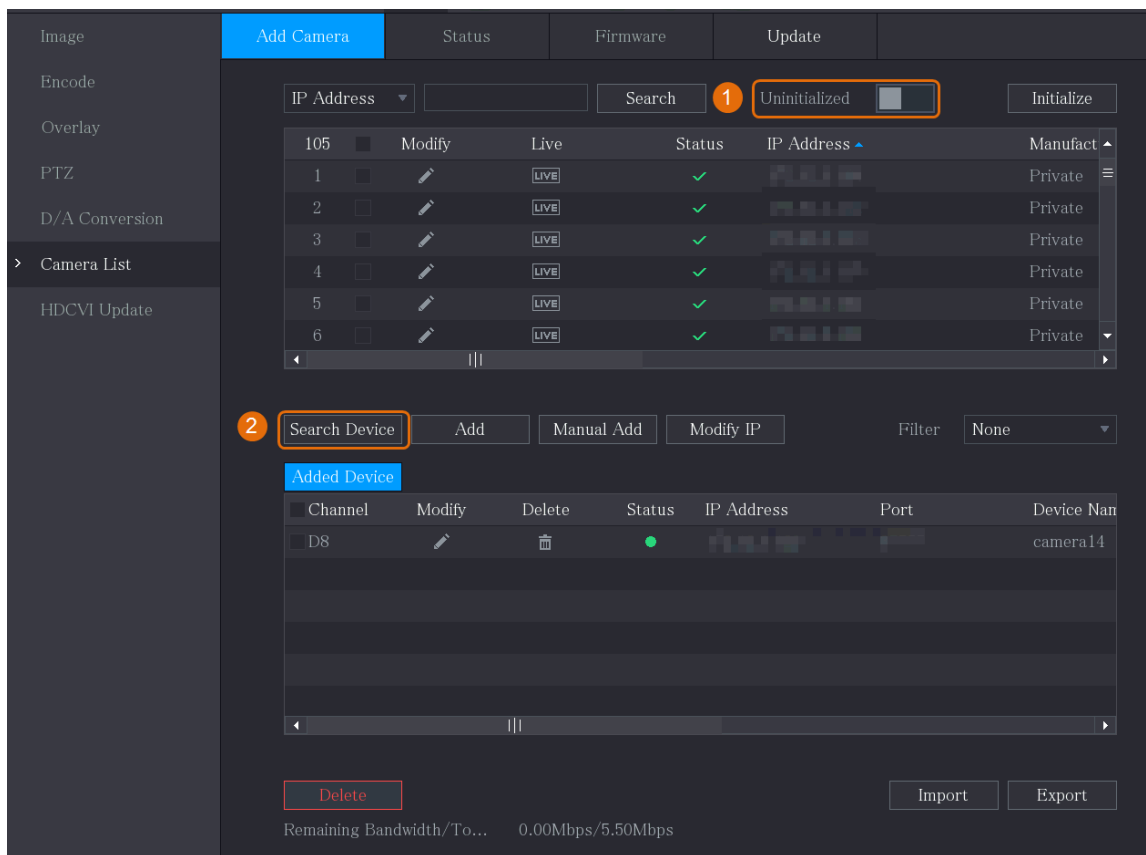 Image
Encode
Overlay
PTZ
D/A Conversion
Camera List
HDCVI Update
Add Camera Status Firmware Update
IP Address Search 1 Uninitialized Initialize
105 Modify Live Status IP Address Manufact
1 LIVE Private
2 LIVE Private
3 LIVE Private
4 LIVE Private
5 LIVE Private
6 LIVE Private
2 Search Device Add Manual Add Modify IP Filter None
Added Device
Channel Modify Delete Status IP Address Port Device Nam
D8 camera14
Delete Import Export
Remaining Bandwidth/To... 0.00Mbps/5.50Mbps